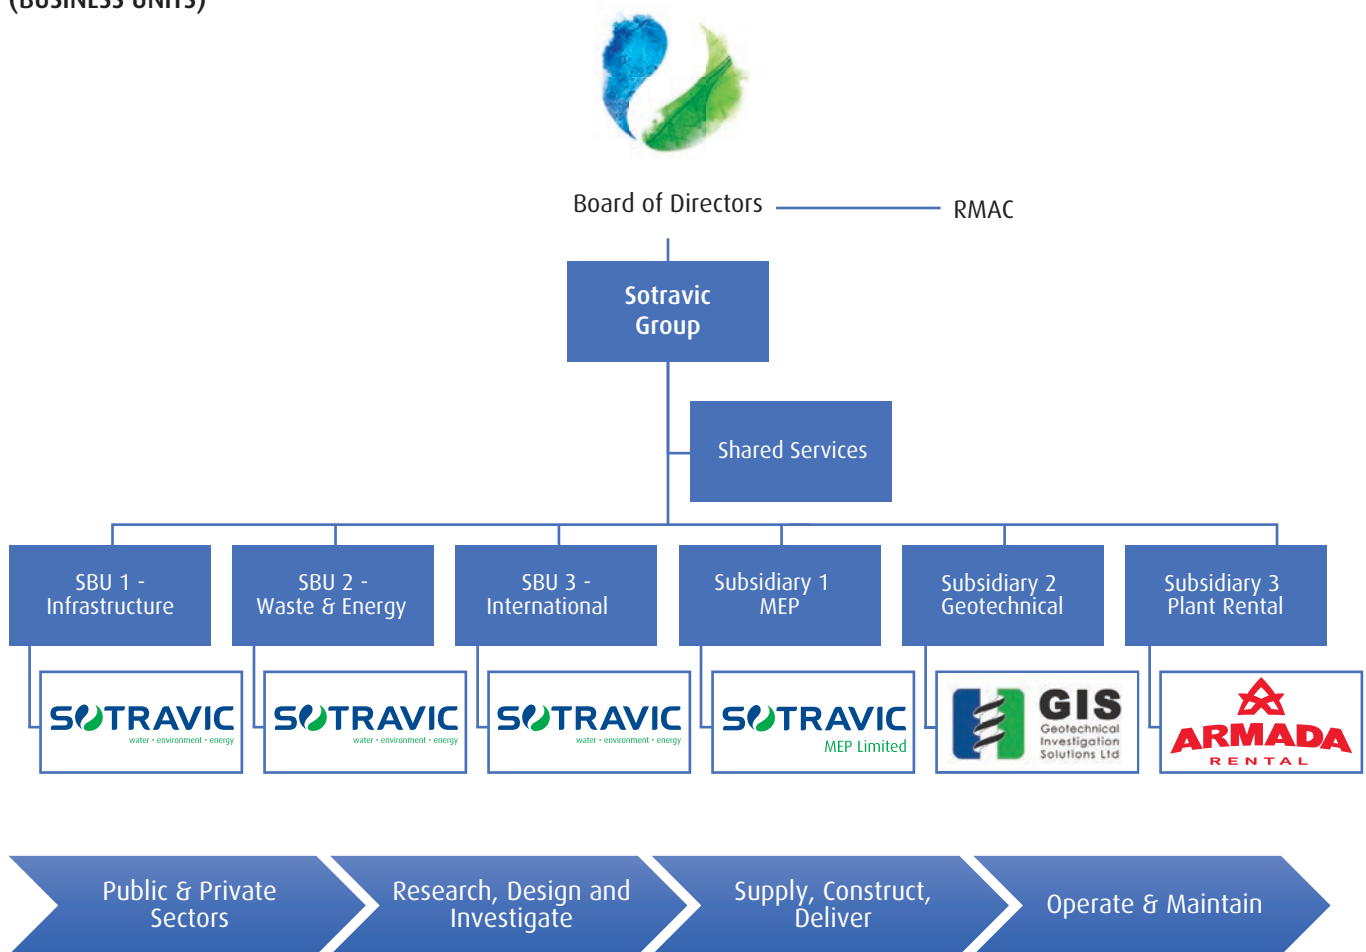 (BUSINESS UNITS)
Board of Directors
RMAC
Sotravic
Group
Shared Services
SBU 1 -
Infrastructure
SBU 2 -
Waste & Energy
SBU 3 -
International
Subsidiary 1
MEP
Subsidiary 2
Geotechnical
Subsidiary 3
Plant Rental
SOTRAVIC
water • environment • energy
SOTRAVIC
water • environment • energy
SOTRAVIC
water • environment • energy
SOTRAVIC
MEP Limited
GIS
Geotechnical
Investigation
Solutions Ltd
ARMADA
RENTAL
Public & Private
Sectors
Research, Design and
Investigate
Supply, Construct,
Deliver
Operate & Maintain